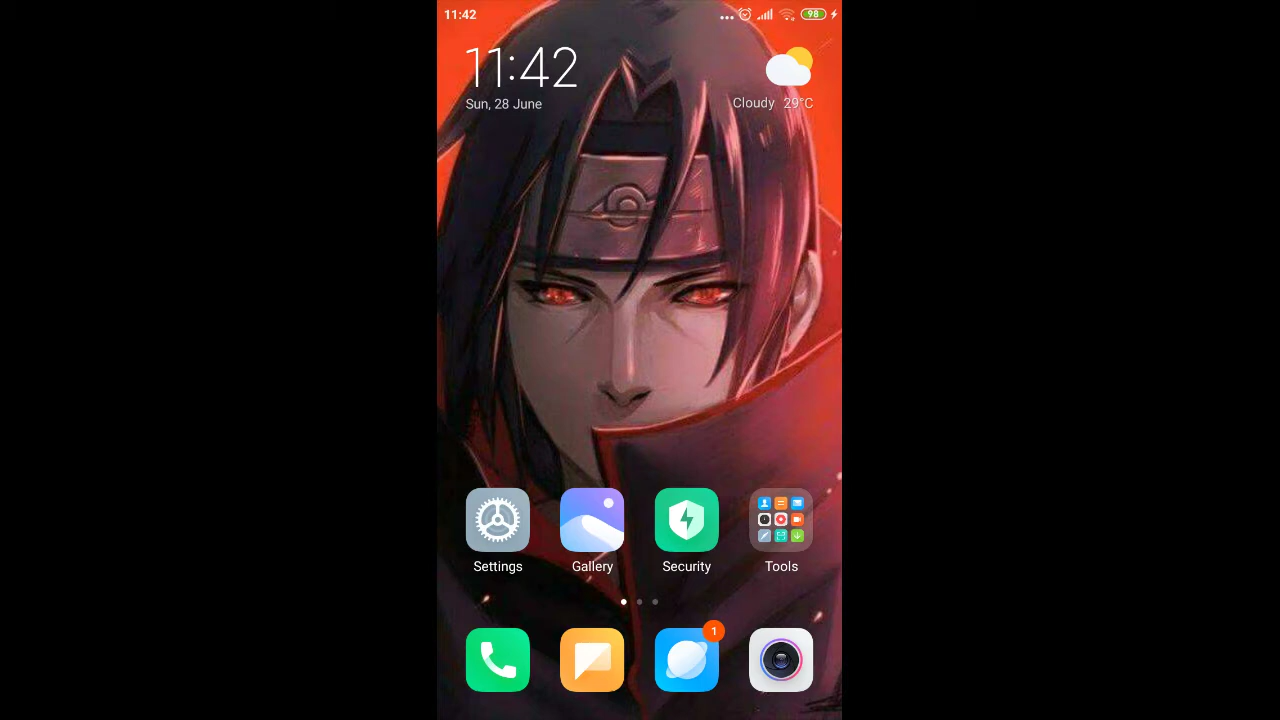 11:42
98
11:42
Sun, 28 June
Cloudy 29°C
Settings
Gallery
Security
Tools
1